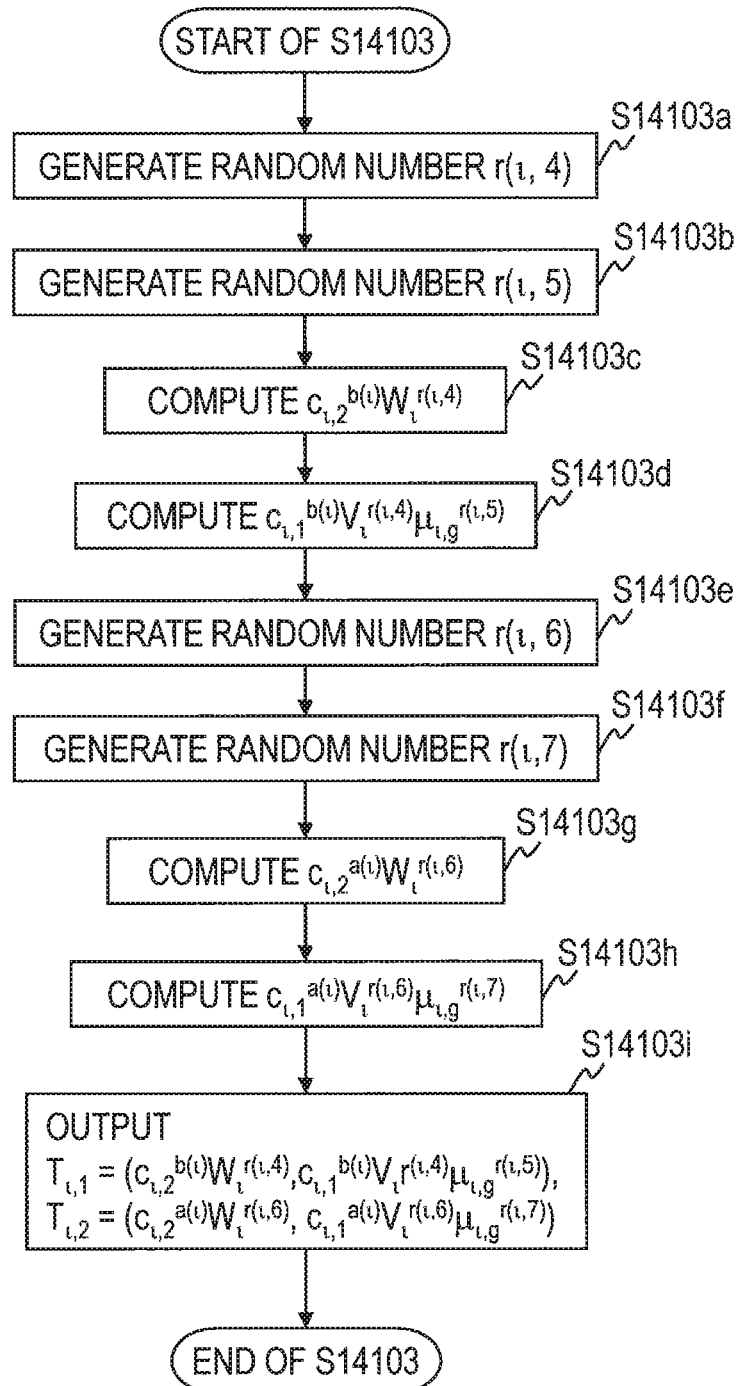 START OF S14103
S14103a
GENERATE RANDOM NUMBER r(ι, 4)
S14103b
GENERATE RANDOM NUMBER r(ι, 5)
S14103c
COMPUTE c_{ι,2}^{b(ι)}W_ι^{r(ι,4)}
S14103d
COMPUTE c_{ι,1}^{b(ι)}V_ι^{r(ι,4)}μ_{ι,g}^{r(ι,5)}
S14103e
GENERATE RANDOM NUMBER r(ι, 6)
S14103f
GENERATE RANDOM NUMBER r(ι,7)
S14103g
COMPUTE c_{ι,2}^{a(ι)}W_ι^{r(ι,6)}
S14103h
COMPUTE c_{ι,1}^{a(ι)}V_ι^{r(ι,6)}μ_{ι,g}^{r(ι,7)}
S14103i
OUTPUT
T_{ι,1} = (c_{ι,2}^{b(ι)}W_ι^{r(ι,4)},c_{ι,1}^{b(ι)}V_ιr^{(ι,4)}μ_{ι,g}^{r(ι,5)}),
T_{ι,2} = (c_{ι,2}^{a(ι)}W_ι^{r(ι,6)}, c_{ι,1}^{a(ι)}V_ι^{r(ι,6)}μ_{ι,g}^{r(ι,7)})
END OF S14103